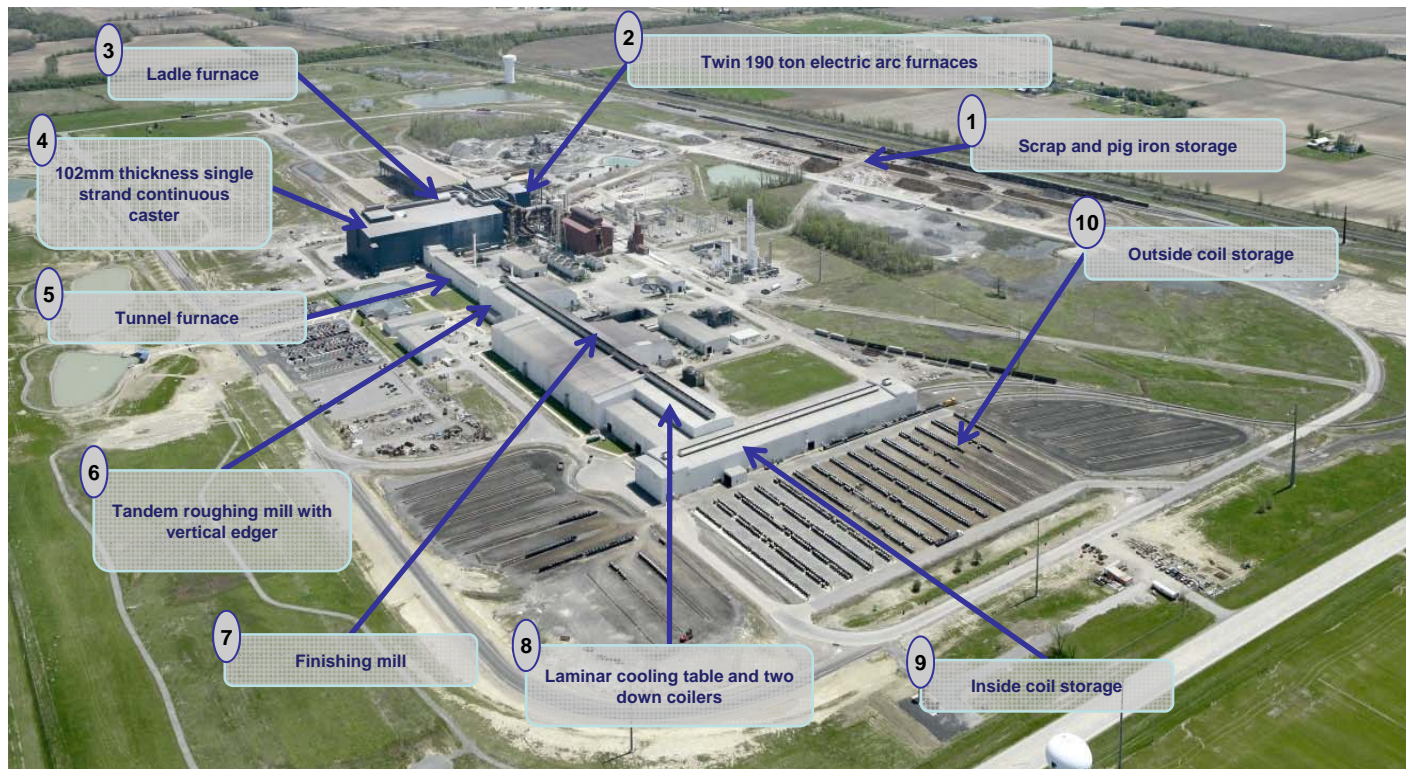 1
Scrap and pig iron storage
2
Twin 190 ton electric arc furnaces
3
Ladle furnace
4
102mm thickness single
strand continuous
caster
5
Tunnel furnace
6
Tandem roughing mill with
vertical edger
7
Finishing mill
8
Laminar cooling table and two
down coilers
9
Inside coil storage
10
Outside coil storage